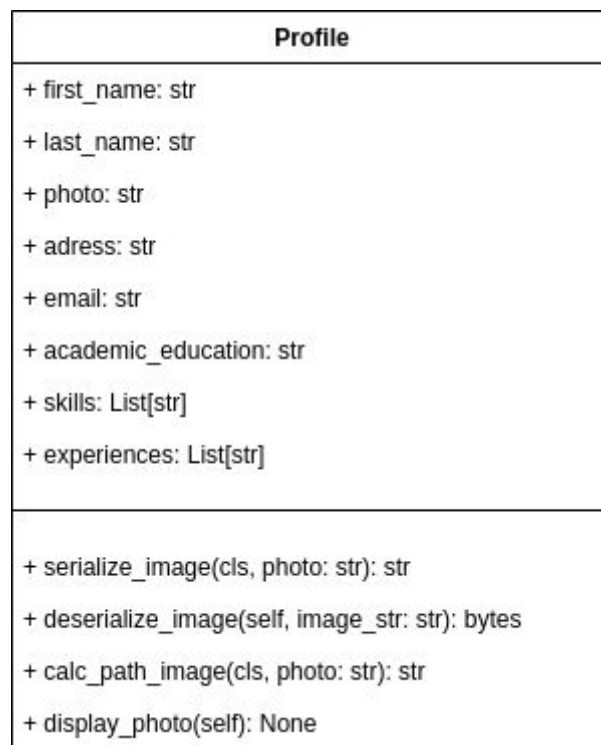 Profile
+ first_name: str
+ last_name: str
+ photo: str
+ adress: str
+ email: str
+ academic_education: str
+ skills: List[str]
+ experiences: List[str]
+ serialize_image(cls, photo: str): str
+ deserialize_image(self, image_str: str): bytes
+ calc_path_image(cls, photo: str): str
+ display_photo(self): None